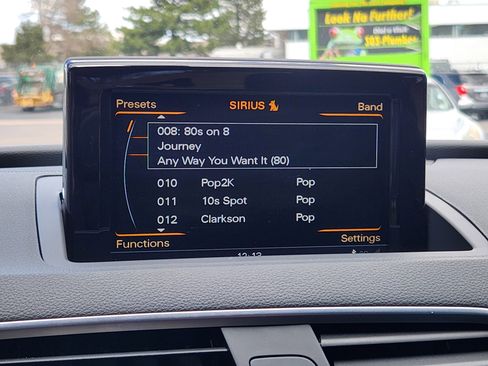 Look No Further!
Presets
SIRIUS
Band
008: 80s on 8
Journey
Any Way You Want It (80)
010 Pop2K Pop
011 10s Spot Pop
012 Clarkson Pop
Functions
Settings